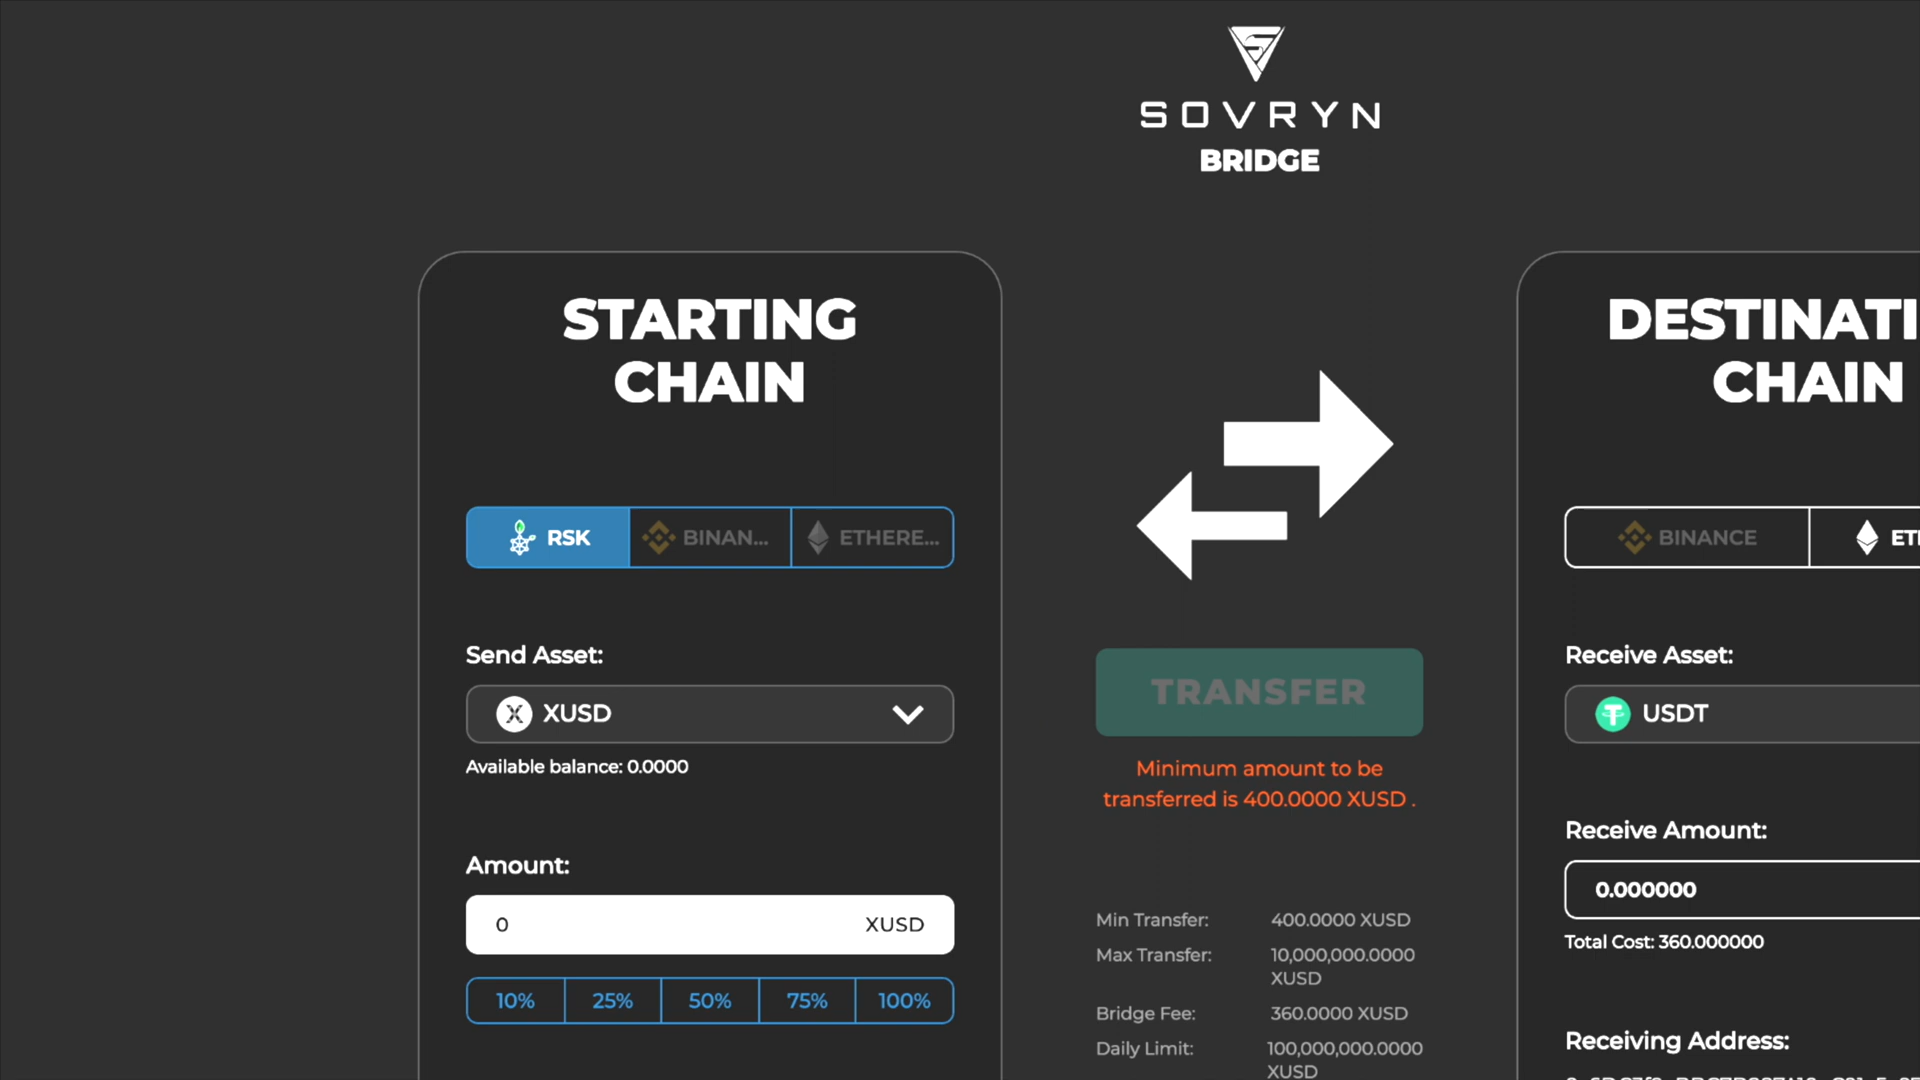 SOVRYN
BRIDGE
STARTING
CHAIN
RSK
BINAN...
ETHERE...
Send Asset:
XUSD
Available balance: 0.0000
Amount:
0 XUSD
10% 25% 50% 75% 100%
TRANSFER
Minimum amount to be
transferred is 400.0000 XUSD .
Min Transfer: 400.0000 XUSD
Max Transfer: 10,000,000.0000
XUSD
Bridge Fee: 360.0000 XUSD
Daily Limit: 100,000,000.0000
XUSD
DESTINATI
CHAIN
BINANCE
ET
Receive Asset:
USDT
Receive Amount:
0.000000
Total Cost: 360.000000
Receiving Address: